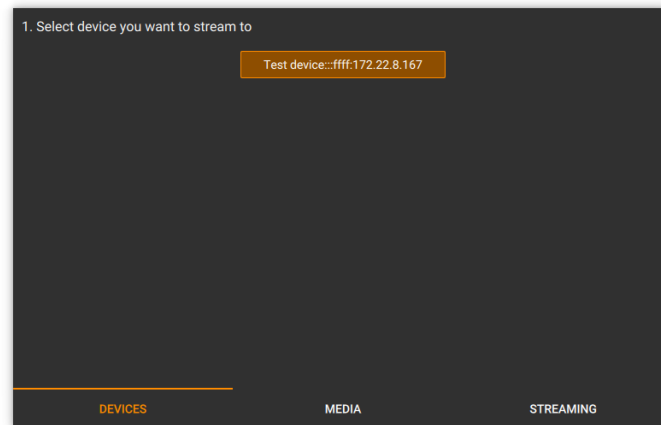 1. Select device you want to stream to
Test device:::ffff:172.22.8.167
DEVICES MEDIA STREAMING